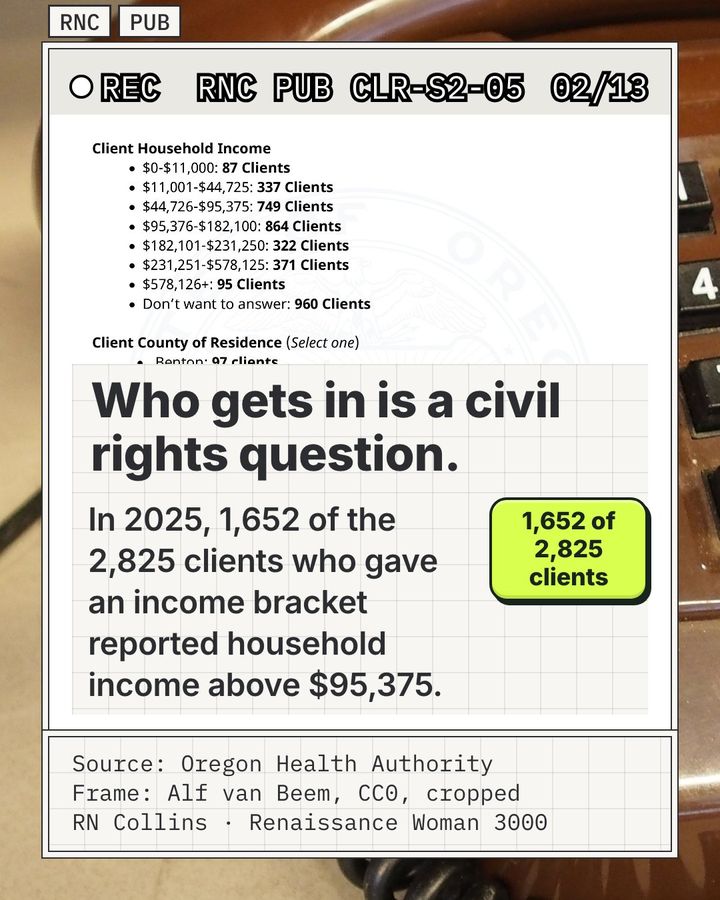 RNC PUB
REC RNC PUB CLR-S2-05 02/13
Client Household Income
• $0-$11,000: 87 Clients
• $11,001-$44,725: 337 Clients
• $44,726-$95,375: 749 Clients
• $95,376-$182,100: 864 Clients
• $182,101-$231,250: 322 Clients
• $231,251-$578,125: 371 Clients
• $578,126+: 95 Clients
• Don't want to answer: 960 Clients
Client County of Residence (Select one)
• Benton: 97 clients
Who gets in is a civil
rights question.
In 2025, 1,652 of the
2,825 clients who gave
an income bracket
reported household
income above $95,375.
1,652 of
2,825
clients
Source: Oregon Health Authority
Frame: Alf van Beem, CC0, cropped
RN Collins · Renaissance Woman 3000
4